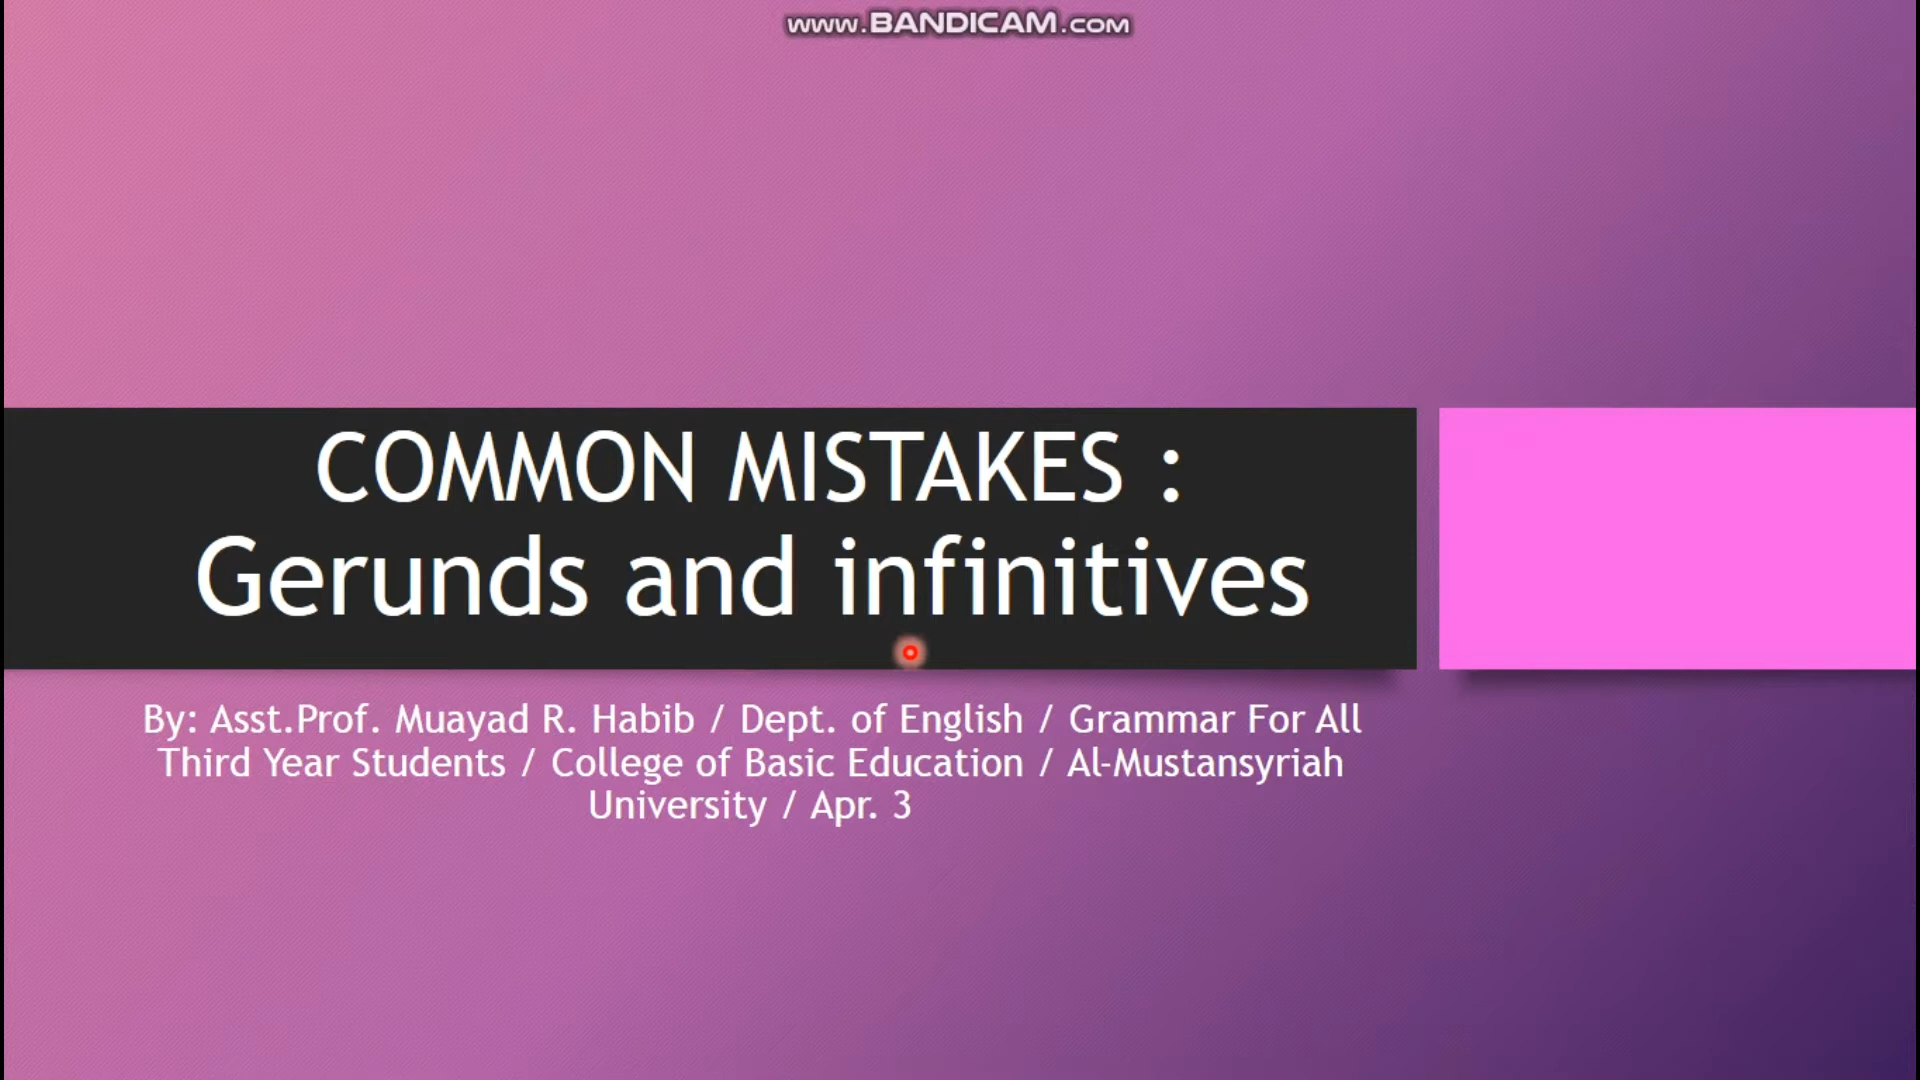 www.BANDICAM.com
COMMON MISTAKES :
Gerunds and infinitives
By: Asst.Prof. Muayad R. Habib / Dept. of English / Grammar For All
Third Year Students / College of Basic Education / Al-Mustansyriah
University / Apr. 3